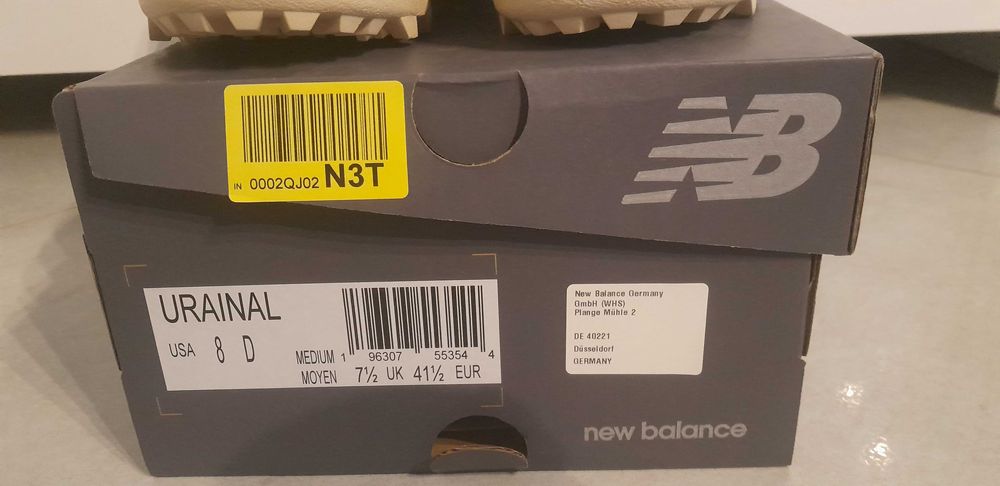 NB
IN 0002QJ02 N3T
URAINAL
USA 8 D
MEDIUM
MOYEN
1 96307 55354 4
7½ UK 41½ EUR
New Balance Germany
GmbH (WHS)
Plange Mühle 2
DE 40221
Düsseldorf
GERMANY
new balance